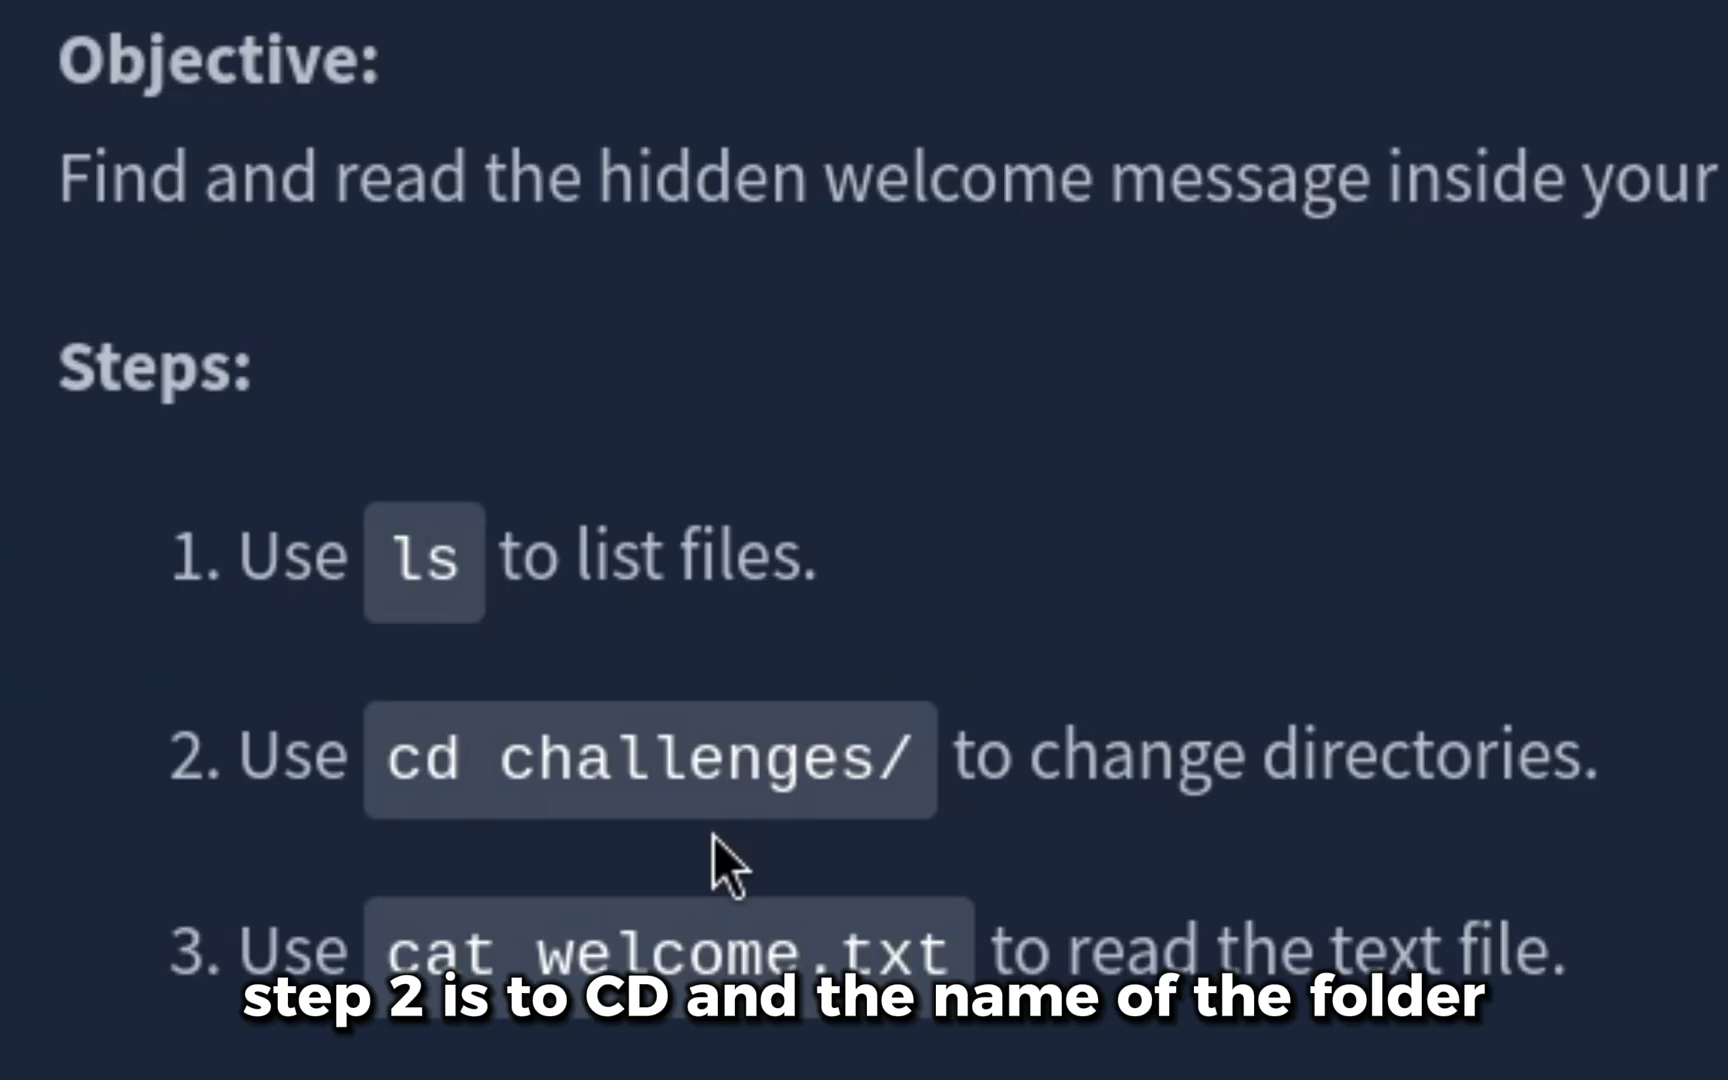 Objective:
Find and read the hidden welcome message inside your
Steps:
1. Use ls to list files.
2. Use cd challenges/ to change directories.
3. Use cat welcome.txt to read the text file.
step 2 is to CD and the name of the folder